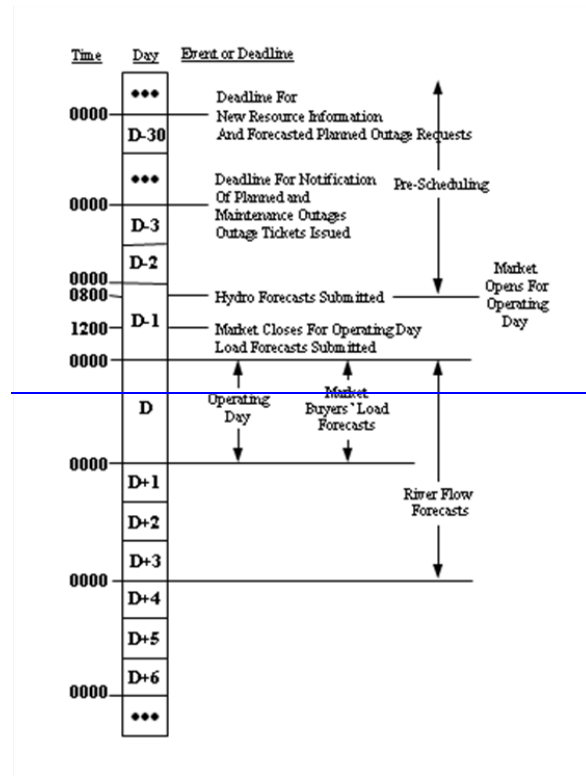 Time Day Event or Deadline
•••
Deadline For
0000 New Resource Information
D-30 And Forecasted Planned Outage Requests
•••
Deadline For Notification
Pre-Scheduling
Of Planned and
0000
Maintenance Outages
D-3
Outage Tickets Issued
D-2
Market
Opens For
Operating
Day
0000
0800 Hydro Forecasts Submitted
D-1
1200 Market Closes For Operating Day
Load Forecasts Submitted
0000
D
Operating
Day
Market
Buyers` Load
Forecasts
0000
D+1
River Flow
Forecasts
D+2
D+3
0000
D+4
D+5
D+6
0000
•••